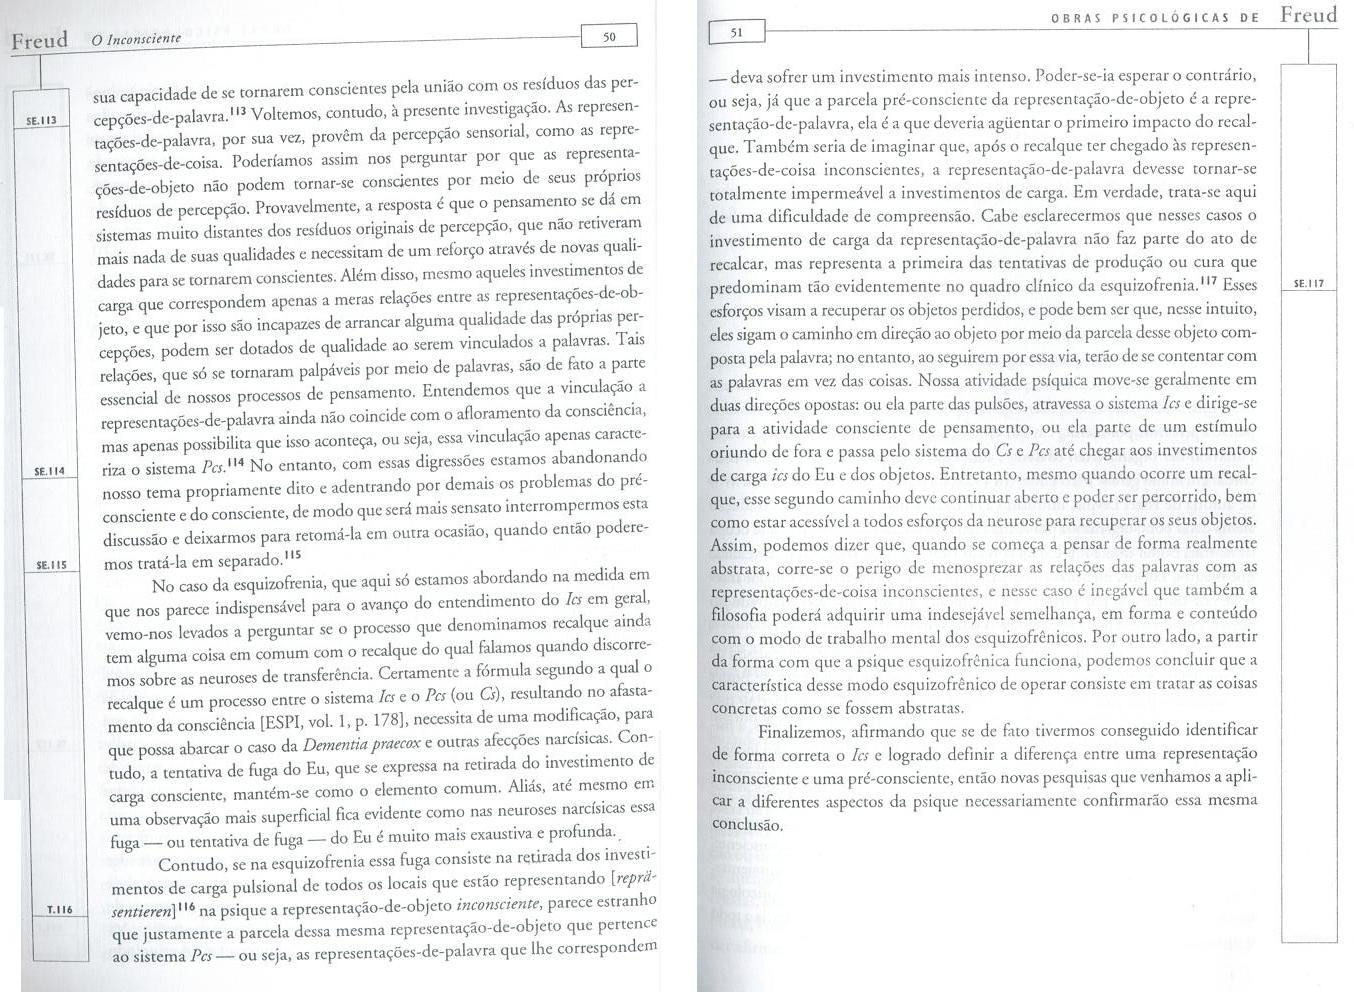 Freud O Inconsciente 50
sua capacidade de se tornarem conscientes pela união com os resíduos das per-
SE.113
cepções-de-palavra.¹¹³ Voltemos, contudo, à presente investigação. As represen-
tações-de-palavra, por sua vez, provêm da percepção sensorial, como as repre-
sentações-de-coisa. Poderíamos assim nos perguntar por que as representa-
ções-de-objeto não podem tornar-se conscientes por meio de seus próprios
resíduos de percepção. Provavelmente, a resposta é que o pensamento se dá em
sistemas muito distantes dos resíduos originais de percepção, que não retiveram
mais nada de suas qualidades e necessitam de um reforço através de novas quali-
dades para se tornarem conscientes. Além disso, mesmo aqueles investimentos de
carga que correspondem apenas a meras relações entre as representações-de-ob-
jeto, e que por isso são incapazes de arrancar alguma qualidade das próprias per-
cepções, podem ser dotados de qualidade ao serem vinculados a palavras. Tais
relações, que só se tornaram palpáveis por meio de palavras, são de fato a parte
essencial de nossos processos de pensamento. Entendemos que a vinculação a
representações-de-palavra ainda não coincide com o afloramento da consciência,
mas apenas possibilita que isso aconteça, ou seja, essa vinculação apenas caracte-
SE.114
riza o sistema Pcs.¹¹⁴ No entanto, com essas digressões estamos abandonando
nosso tema propriamente dito e adentrando por demais os problemas do pré-
consciente e do consciente, de modo que será mais sensato interrompermos esta
discussão e deixarmos para retomá-la em outra ocasião, quando então podere-
SE.115
mos tratá-la em separado.¹¹⁵
No caso da esquizofrenia, que aqui só estamos abordando na medida em
que nos parece indispensável para o avanço do entendimento do Ics em geral,
vemo-nos levados a perguntar se o processo que denominamos recalque ainda
tem alguma coisa em comum com o recalque do qual falamos quando discorre-
mos sobre as neuroses de transferência. Certamente a fórmula segundo a qual o
recalque é um processo entre o sistema Ics e o Pcs (ou Cs), resultando no afasta-
mento da consciência [ESPI, vol. 1, p. 178], necessita de uma modificação, para
que possa abarcar o caso da Dementia praecox e outras afecções narcísicas. Con-
tudo, a tentativa de fuga do Eu, que se expressa na retirada do investimento de
carga consciente, mantém-se como o elemento comum. Aliás, até mesmo em
uma observação mais superficial fica evidente como nas neuroses narcísicas essa
fuga — ou tentativa de fuga — do Eu é muito mais exaustiva e profunda.
Contudo, se na esquizofrenia essa fuga consiste na retirada dos investi-
mentos de carga pulsional de todos os locais que estão representando [reprä-
T.116
sentieren]¹¹⁶ na psique a representação-de-objeto inconsciente, parece estranho
que justamente a parcela dessa mesma representação-de-objeto que pertence
ao sistema Pcs — ou seja, as representações-de-palavra que lhe correspondem
51 OBRAS PSICOLÓGICAS DE Freud
— deva sofrer um investimento mais intenso. Poder-se-ia esperar o contrário,
ou seja, já que a parcela pré-consciente da representação-de-objeto é a repre-
sentação-de-palavra, ela é a que deveria agüentar o primeiro impacto do recal-
que. Também seria de imaginar que, após o recalque ter chegado às represen-
tações-de-coisa inconscientes, a representação-de-palavra devesse tornar-se
totalmente impermeável a investimentos de carga. Em verdade, trata-se aqui
de uma dificuldade de compreensão. Cabe esclarecermos que nesses casos o
investimento de carga da representação-de-palavra não faz parte do ato de
recalcar, mas representa a primeira das tentativas de produção ou cura que
predominam tão evidentemente no quadro clínico da esquizofrenia.¹¹⁷ Esses
SE.117
esforços visam a recuperar os objetos perdidos, e pode bem ser que, nesse intuito,
eles sigam o caminho em direção ao objeto por meio da parcela desse objeto com-
posta pela palavra; no entanto, ao seguirem por essa via, terão de se contentar com
as palavras em vez das coisas. Nossa atividade psíquica move-se geralmente em
duas direções opostas: ou ela parte das pulsões, atravessa o sistema Ics e dirige-se
para a atividade consciente de pensamento, ou ela parte de um estímulo
oriundo de fora e passa pelo sistema do Cs e Pcs até chegar aos investimentos
de carga ics do Eu e dos objetos. Entretanto, mesmo quando ocorre um recal-
que, esse segundo caminho deve continuar aberto e poder ser percorrido, bem
como estar acessível a todos esforços da neurose para recuperar os seus objetos.
Assim, podemos dizer que, quando se começa a pensar de forma realmente
abstrata, corre-se o perigo de menosprezar as relações das palavras com as
representações-de-coisa inconscientes, e nesse caso é inegável que também a
filosofia poderá adquirir uma indesejável semelhança, em forma e conteúdo
com o modo de trabalho mental dos esquizofrênicos. Por outro lado, a partir
da forma com que a psique esquizofrênica funciona, podemos concluir que a
característica desse modo esquizofrênico de operar consiste em tratar as coisas
concretas como se fossem abstratas.
Finalizemos, afirmando que se de fato tivermos conseguido identificar
de forma correta o Ics e logrado definir a diferença entre uma representação
inconsciente e uma pré-consciente, então novas pesquisas que venhamos a apli-
car a diferentes aspectos da psique necessariamente confirmarão essa mesma
conclusão.